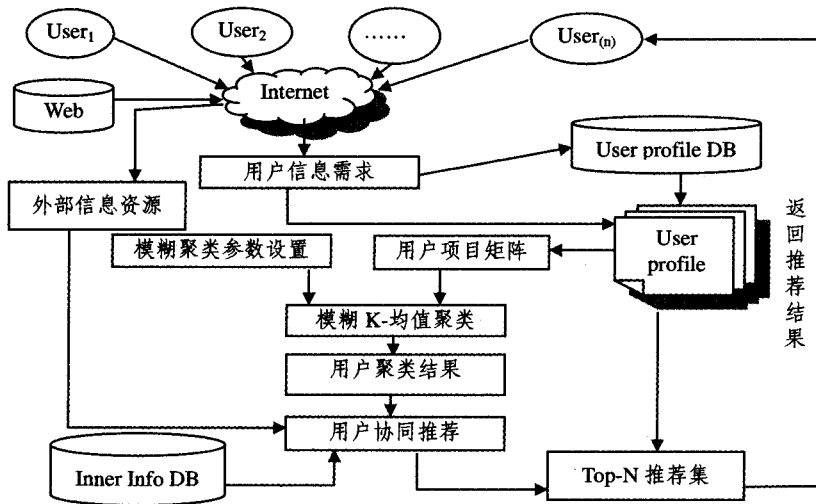 User₁
User₂
……
User₍ₙ₎
Internet
Web
User profile DB
用户信息需求
外部信息资源
返回推荐结果
User
profile
模糊聚类参数设置
用户项目矩阵
模糊 K-均值聚类
用户聚类结果
用户协同推荐
Inner Info DB
Top-N 推荐集